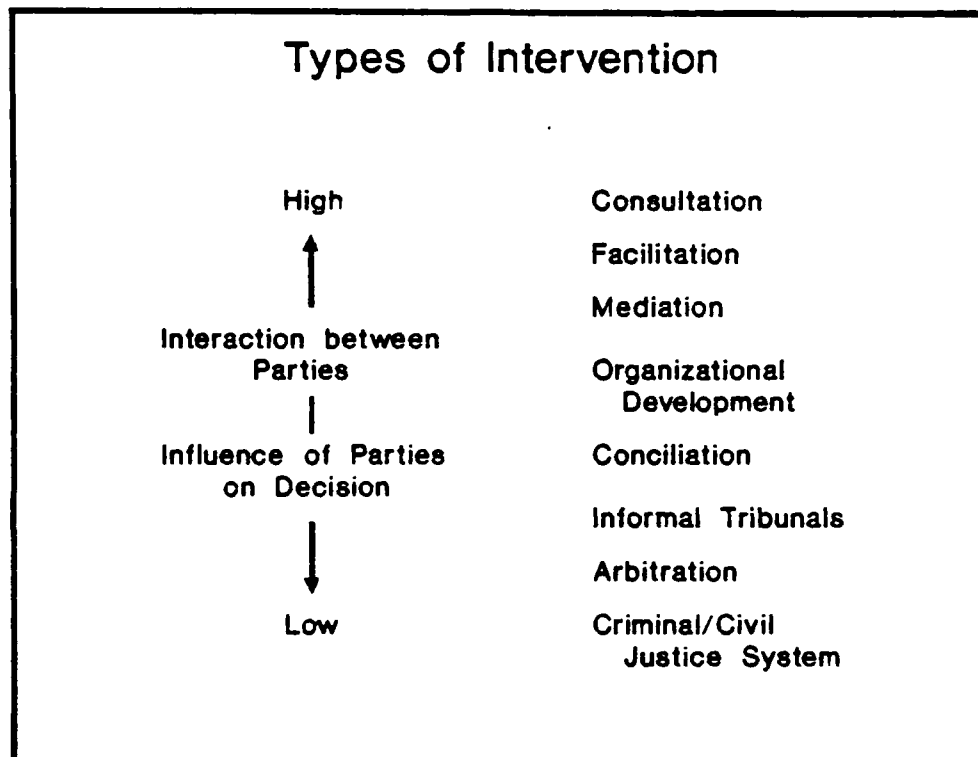 Types of Intervention
High
Interaction between
Parties
Influence of Parties
on Decision
Low
Consultation
Facilitation
Mediation
Organizational
Development
Conciliation
Informal Tribunals
Arbitration
Criminal/Civil
Justice System